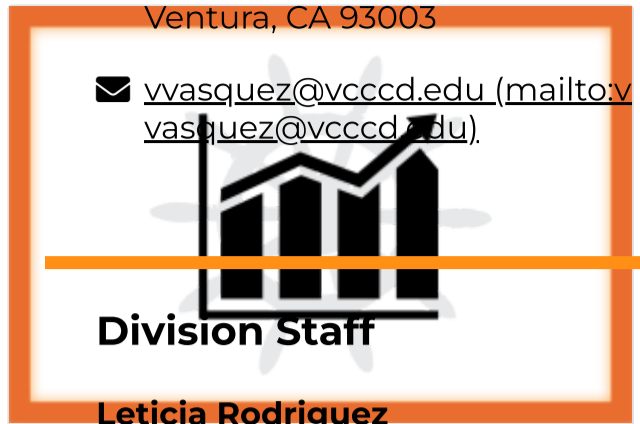 Ventura, CA 93003
vvasquez@vcccd.edu (mailto:v
vasquez@vcccd.edu)
Division Staff
Leticia Rodriguez